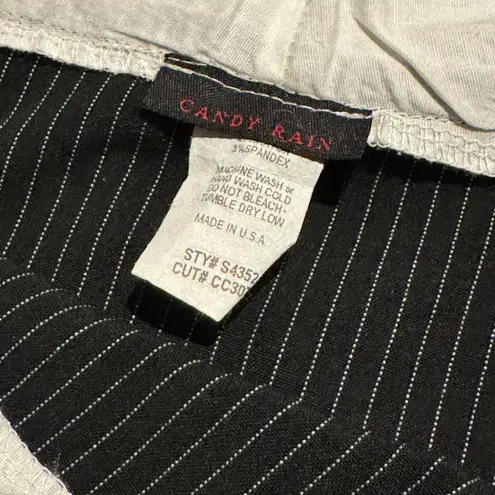 CANDY RAIN
3%SPANDEX
MACHINE WASH or
HAND WASH COLD
DO NOT BLEACH
TUMBLE DRY LOW
MADE IN U.S.A
STY# S4352
CUT# CC307